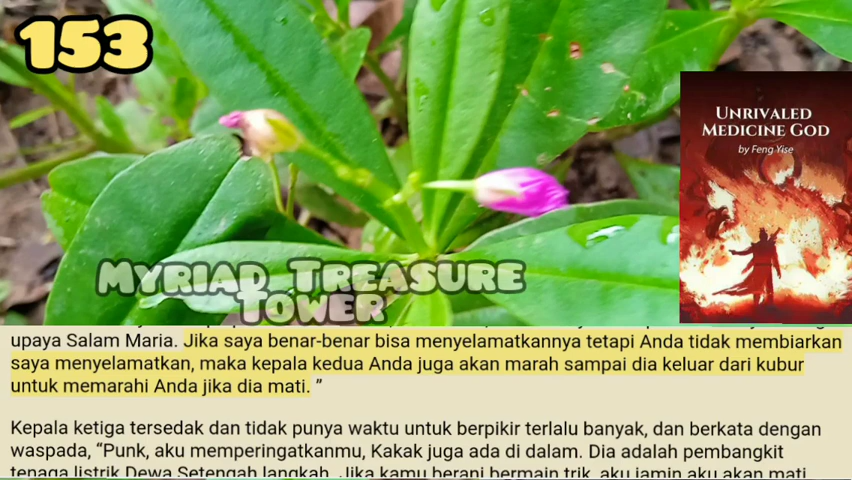 153
UNRIVALED
MEDICINE GOD
by Feng Yise
MYRIAD TREASURE
TOWER
upaya Salam Maria. Jika saya benar-benar bisa menyelamatkannya tetapi Anda tidak membiarkan
saya menyelamatkan, maka kepala kedua Anda juga akan marah sampai dia keluar dari kubur
untuk memarahi Anda jika dia mati. ”
Kepala ketiga tersedak dan tidak punya waktu untuk berpikir terlalu banyak, dan berkata dengan
waspada, “Punk, aku memperingatkanmu, Kakak juga ada di dalam. Dia adalah pembangkit
tenaga listrik Dewa Setengah langkah. Jika kamu berani bermain trik, aku jamin aku akan mati